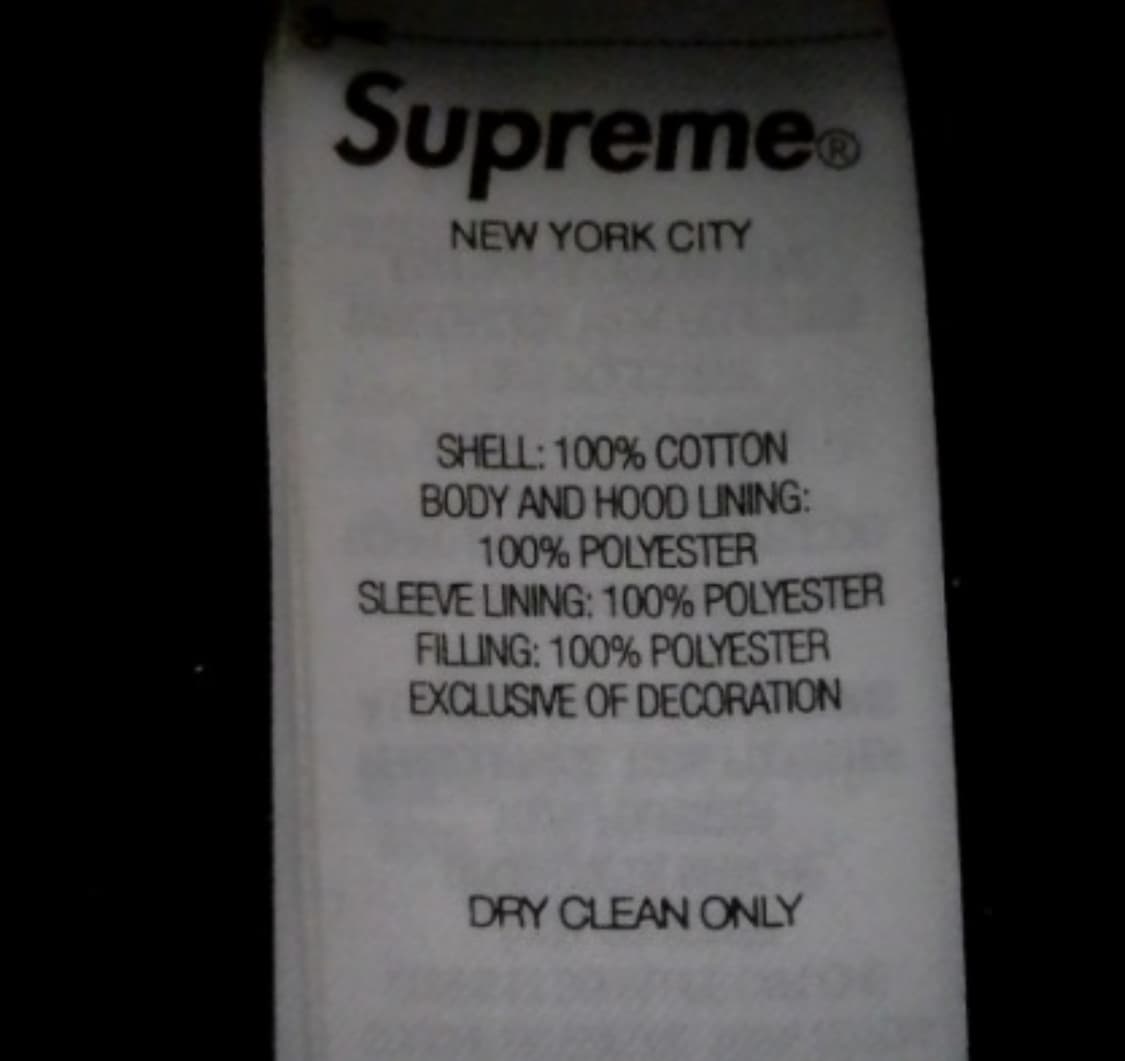 Supreme®
NEW YORK CITY
SHELL: 100% COTTON
BODY AND HOOD LINING:
100% POLYESTER
SLEEVE LINING: 100% POLYESTER
FILLING: 100% POLYESTER
EXCLUSIVE OF DECORATION
DRY CLEAN ONLY